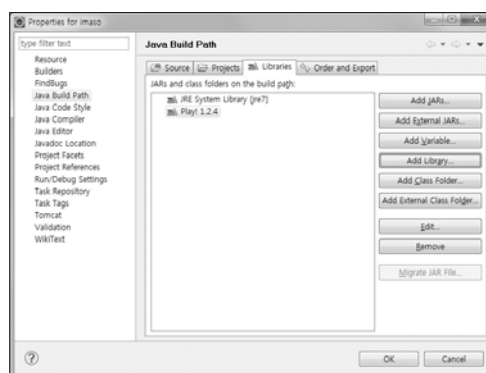 Properties for imaso
type filter text
Resource
Builders
FindBugs
Java Build Path
Java Code Style
Java Compiler
Java Editor
Javadoc Location
Project Facets
Project References
Run/Debug Settings
Task Repository
Task Tags
Tomcat
Validation
WikiText
Java Build Path
Source
Projects
Libraries
Order and Export
JARs and class folders on the build path:
JRE System Library [jre7]
Play! 1.2.4
Add JARs...
Add External JARs...
Add Variable...
Add Library...
Add Class Folder...
Add External Class Folder...
Edit...
Remove
Migrate JAR File...
OK
Cancel